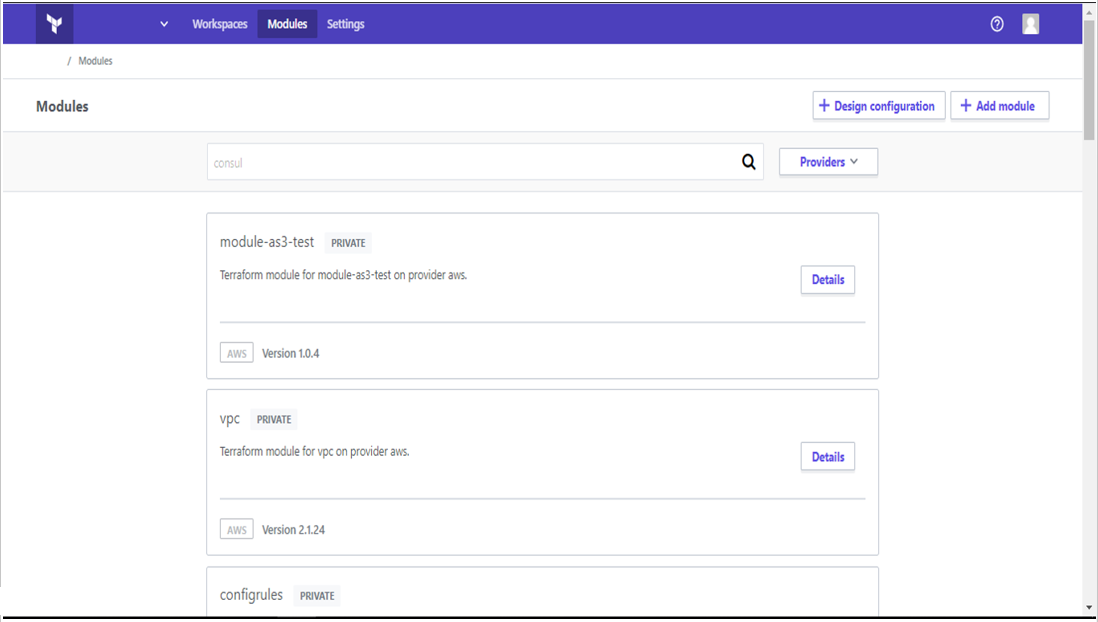 Workspaces Modules Settings
/ Modules
Modules
+ Design configuration + Add module
consul
Providers
module-as3-test PRIVATE
Terraform module for module-as3-test on provider aws.
Details
AWS Version 1.0.4
vpc PRIVATE
Terraform module for vpc on provider aws.
Details
AWS Version 2.1.24
configrules PRIVATE